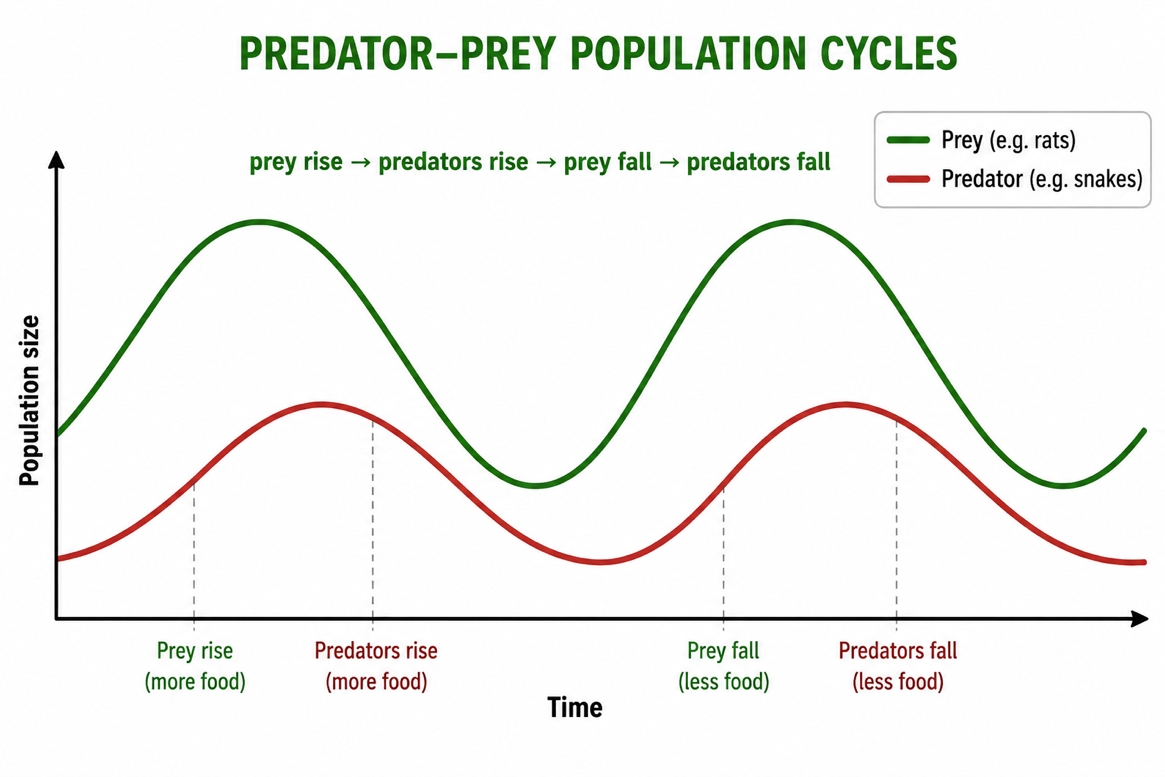 PREDATOR–PREY POPULATION CYCLES
Prey (e.g. rats)
Predator (e.g. snakes)
prey rise → predators rise → prey fall → predators fall
Population size
Prey rise
(more food)
Predators rise
(more food)
Prey fall
(less food)
Predators fall
(less food)
Time